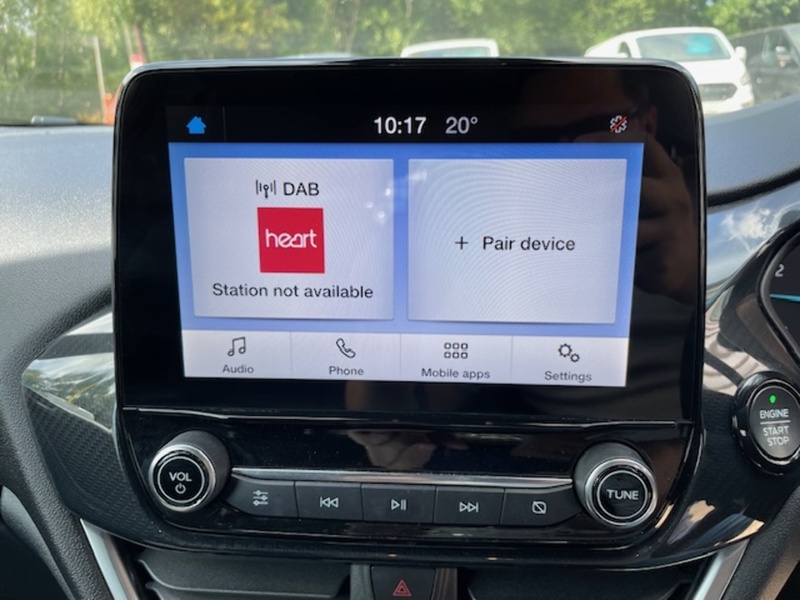 10:17 20°
DAB
heart
Station not available
+ Pair device
Audio Phone Mobile apps Settings
VOL
TUNE
ENGINE
START
STOP
2